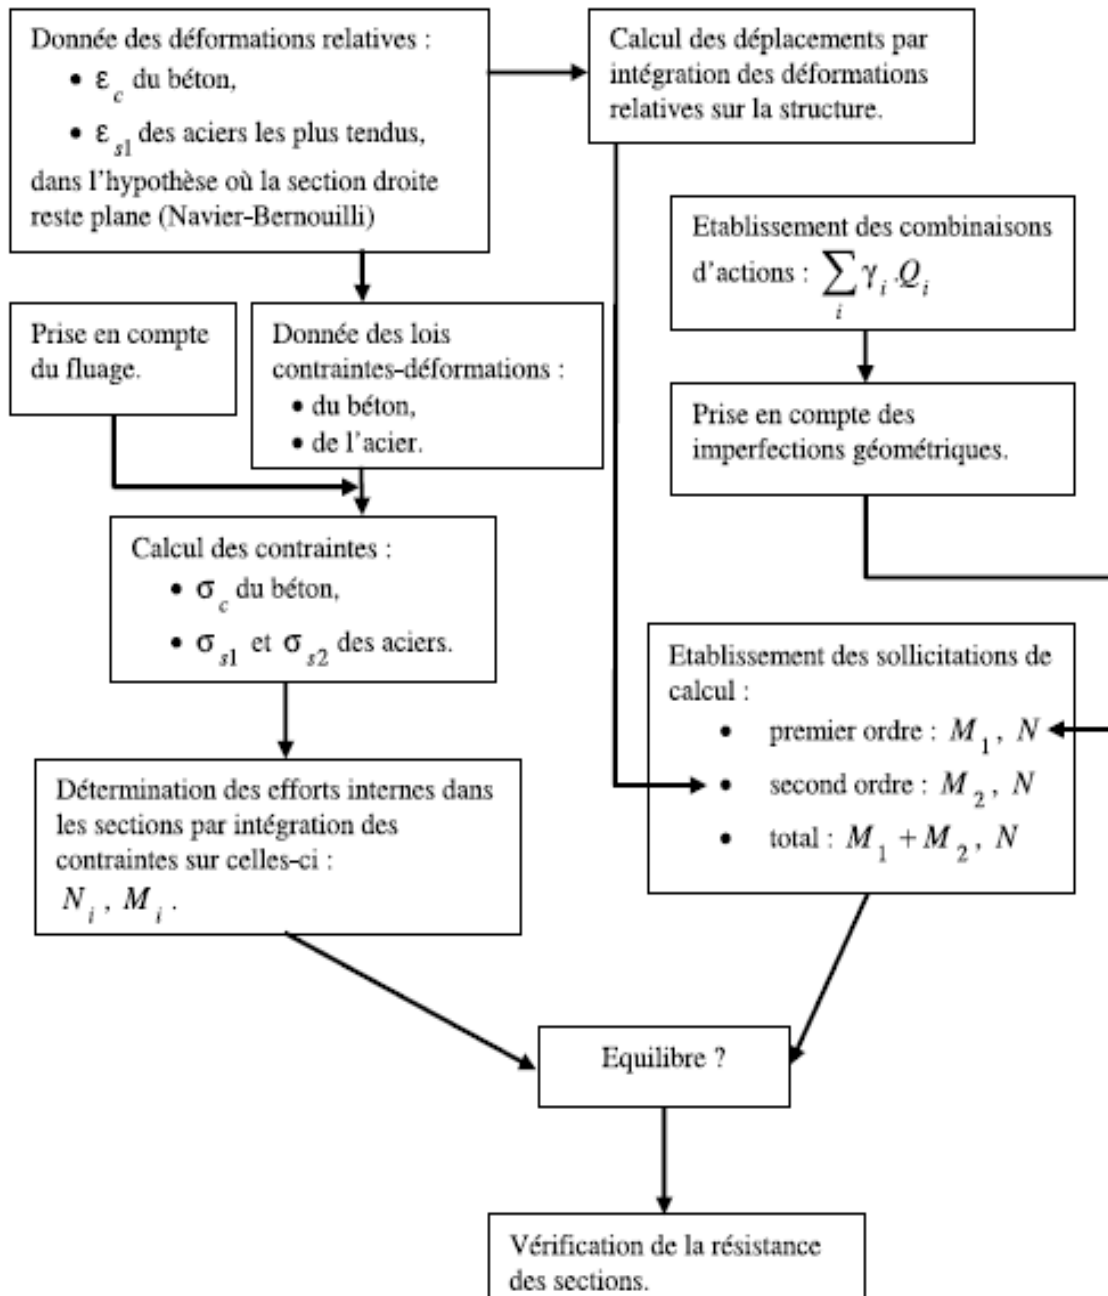 Donnée des déformations relatives :
• ε_c du béton,
• ε_s1 des aciers les plus tendus,
dans l'hypothèse où la section droite
reste plane (Navier-Bernouilli)
Calcul des déplacements par
intégration des déformations
relatives sur la structure.
Etablissement des combinaisons
d'actions : ∑_i γ_i.Q_i
Prise en compte
du fluage.
Donnée des lois
contraintes-déformations :
• du béton,
• de l'acier.
Prise en compte des
imperfections géométriques.
Calcul des contraintes :
• σ_c du béton,
• σ_s1 et σ_s2 des aciers.
Etablissement des sollicitations de
calcul :
• premier ordre : M_1, N
• second ordre : M_2, N
• total : M_1 + M_2, N
Détermination des efforts internes dans
les sections par intégration des
contraintes sur celles-ci :
N_i, M_i.
Equilibre ?
Vérification de la résistance
des sections.